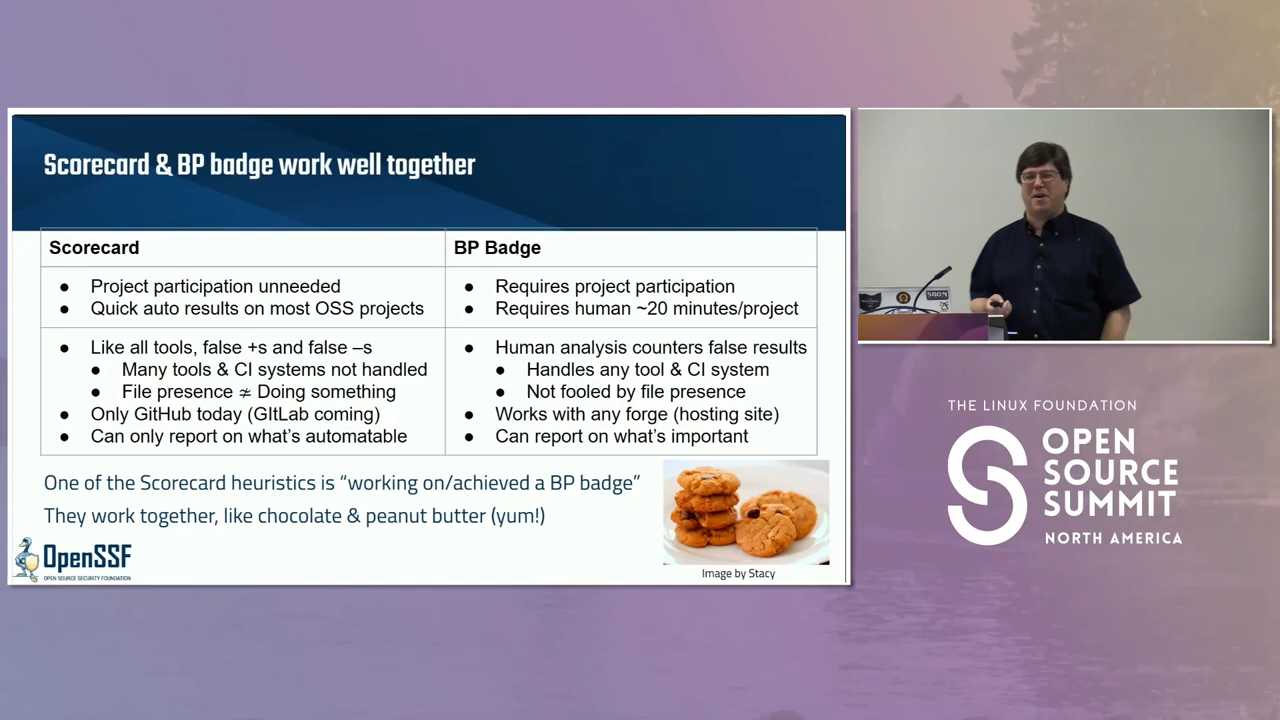 Scorecard & BP badge work well together
Scorecard
BP Badge
● Project participation unneeded
● Quick auto results on most OSS projects
● Requires project participation
● Requires human ~20 minutes/project
● Like all tools, false +s and false –s
● Many tools & CI systems not handled
● File presence ≭ Doing something
● Only GitHub today (GItLab coming)
● Can only report on what's automatable
● Human analysis counters false results
● Handles any tool & CI system
● Not fooled by file presence
● Works with any forge (hosting site)
● Can report on what's important
One of the Scorecard heuristics is “working on/achieved a BP badge”
They work together, like chocolate & peanut butter (yum!)
OpenSSF
OPEN SOURCE SECURITY FOUNDATION
Image by Stacy
THE LINUX FOUNDATION
OPEN
SOURCE
SUMMIT
NORTH AMERICA